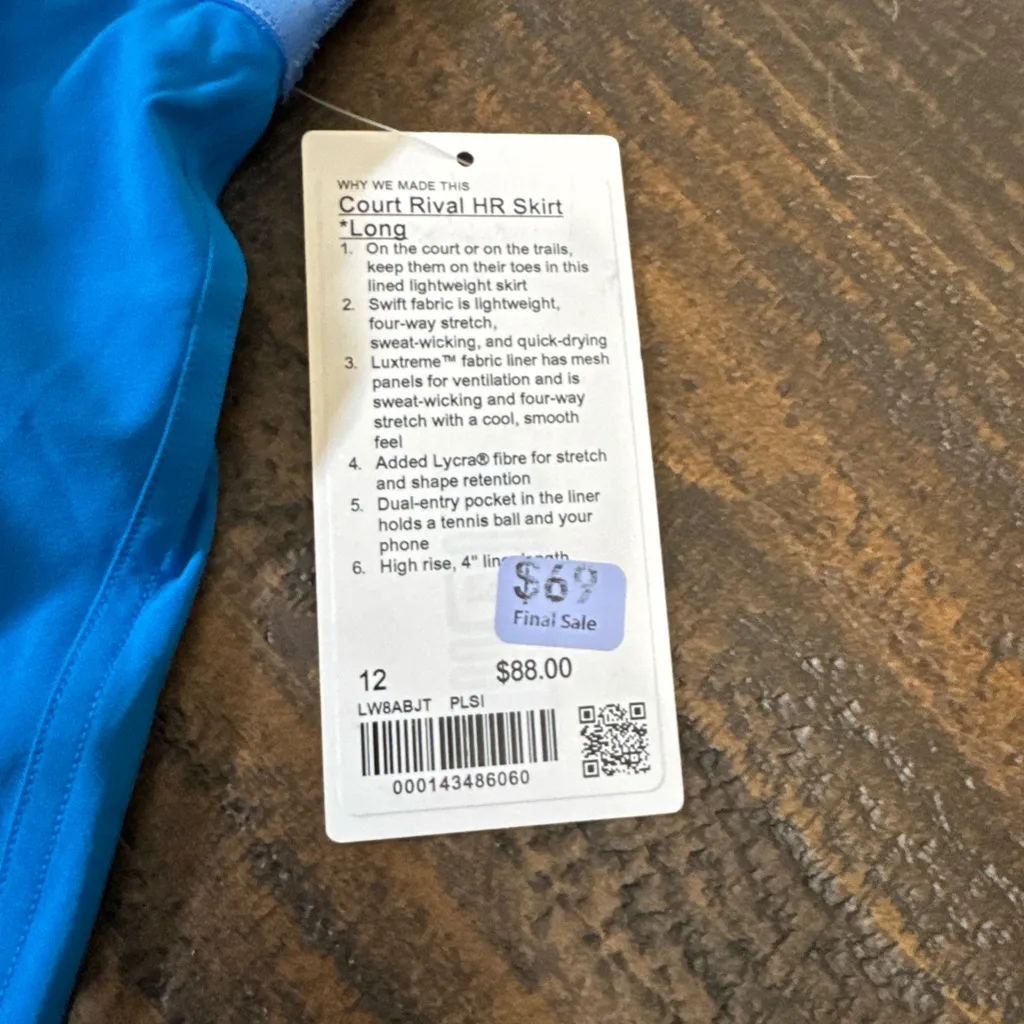 WHY WE MADE THIS
Court Rival HR Skirt
*Long
1. On the court or on the trails,
keep them on their toes in this
lined lightweight skirt
2. Swift fabric is lightweight,
four-way stretch,
sweat-wicking, and quick-drying
3. Luxtreme™ fabric liner has mesh
panels for ventilation and is
sweat-wicking and four-way
stretch with a cool, smooth
feel
4. Added Lycra® fibre for stretch
and shape retention
5. Dual-entry pocket in the liner
holds a tennis ball and your
phone
6. High rise, 4" liner length
$69
Final Sale
12 $88.00
LW8ABJT PLSI
000143486060